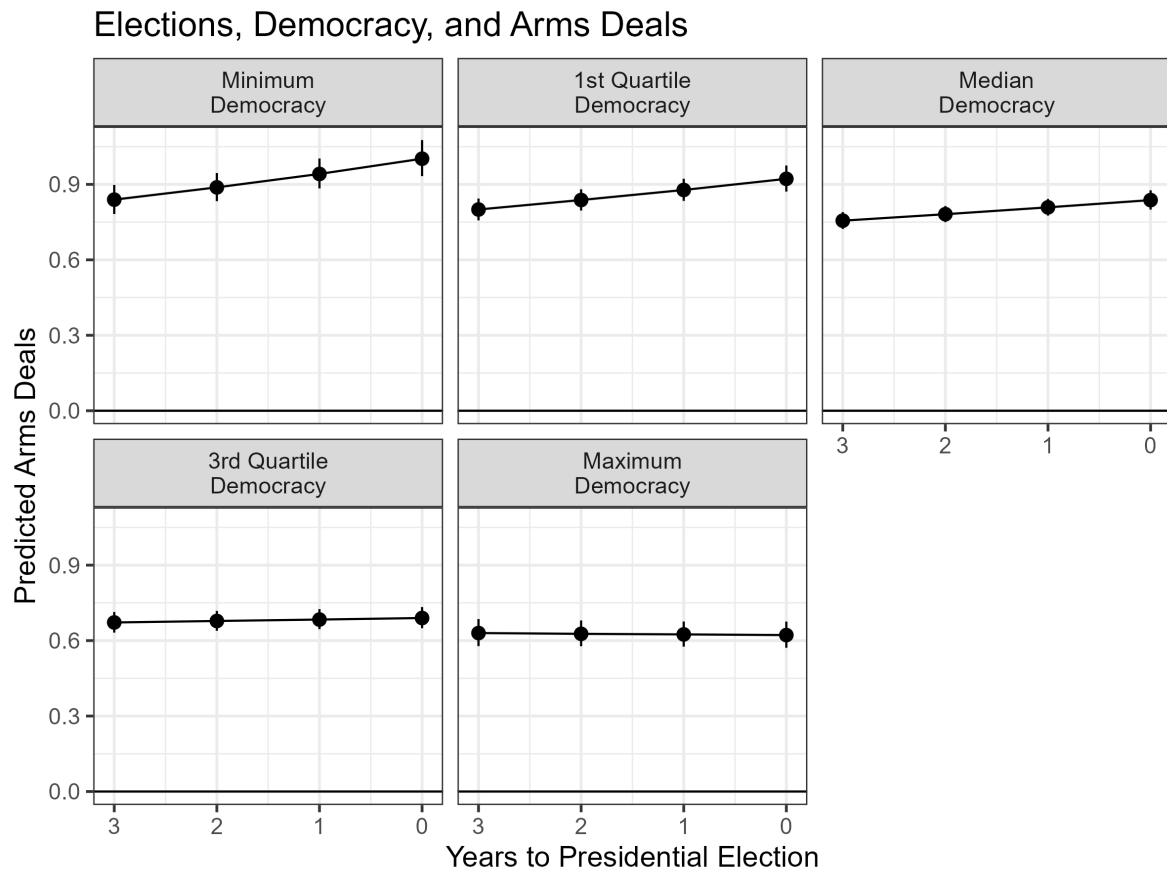 Elections, Democracy, and Arms Deals
Minimum
Democracy
1st Quartile
Democracy
Median
Democracy
0.9
0.6
0.3
0.0
3 2 1 0
3rd Quartile
Democracy
Maximum
Democracy
0.9
0.6
0.3
0.0
3 2 1 0
3 2 1 0
Predicted Arms Deals
Years to Presidential Election